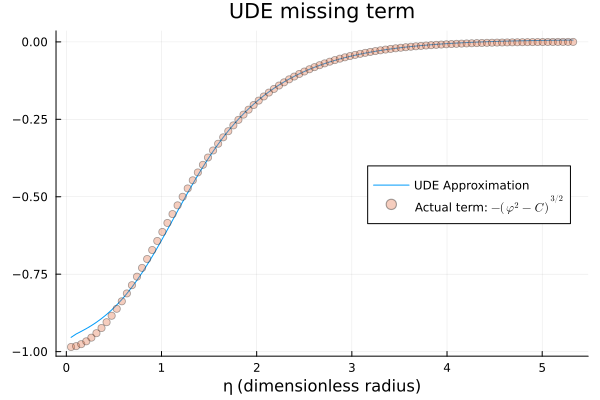 UDE missing term
0.00
−0.25
−0.50
−0.75
−1.00
UDE Approximation
Actual term: −(φ² − C)^{3/2}
0 1 2 3 4 5
η (dimensionless radius)